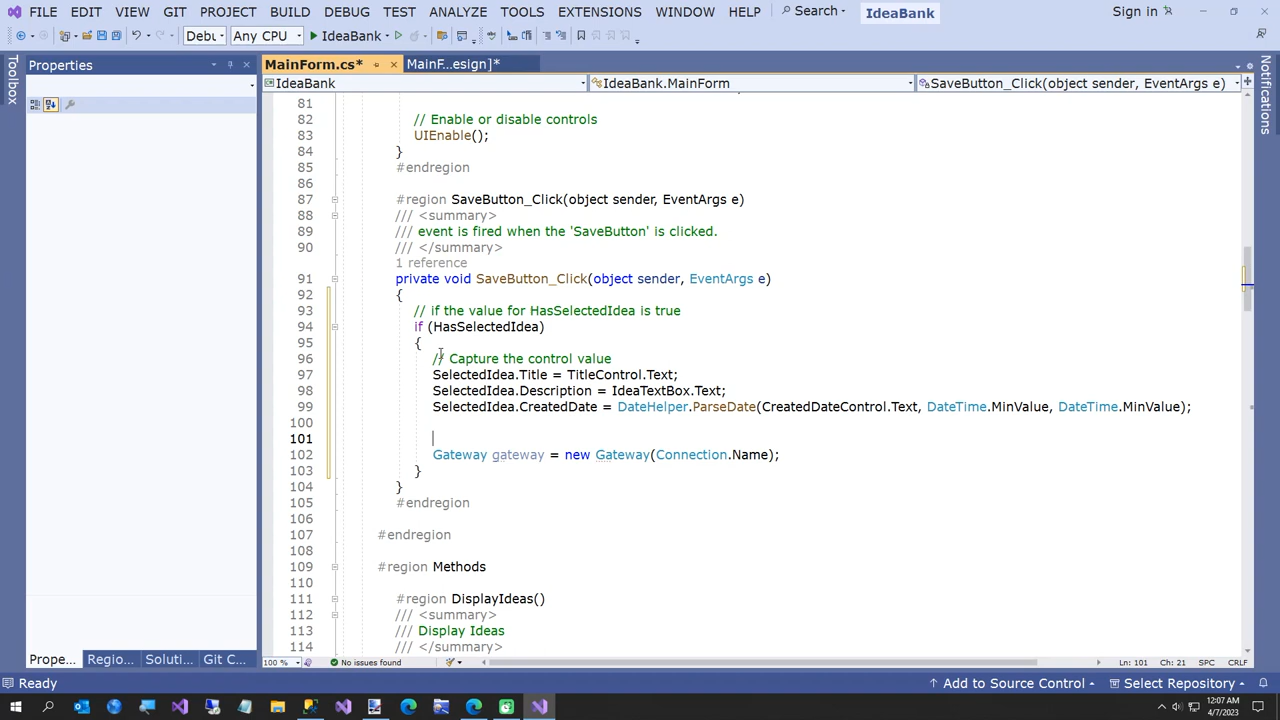 FILE EDIT VIEW GIT PROJECT BUILD DEBUG TEST ANALYZE TOOLS EXTENSIONS WINDOW HELP Search IdeaBank Sign in
Debu Any CPU IdeaBank
Toolbox
Properties
MainForm.cs* MainF...esign]*
IdeaBank IdeaBank.MainForm SaveButton_Click(object sender, EventArgs e)
Notifications
81
82 // Enable or disable controls
83 UIEnable();
84 }
85 #endregion
86
87 #region SaveButton_Click(object sender, EventArgs e)
88 /// <summary>
89 /// event is fired when the 'SaveButton' is clicked.
90 /// </summary>
1 reference
91 private void SaveButton_Click(object sender, EventArgs e)
92 {
93 // if the value for HasSelectedIdea is true
94 if (HasSelectedIdea)
95 {
96 // Capture the control value
97 SelectedIdea.Title = TitleControl.Text;
98 SelectedIdea.Description = IdeaTextBox.Text;
99 SelectedIdea.CreatedDate = DateHelper.ParseDate(CreatedDateControl.Text, DateTime.MinValue, DateTime.MinValue);
100
101
102 Gateway gateway = new Gateway(Connection.Name);
103 }
104 }
105 #endregion
106
107 #endregion
108
109 #region Methods
110
111 #region DisplayIdeas()
112 /// <summary>
113 /// Display Ideas
114 /// </summary>
Prope... Regio... Soluti... Git C...
100 % No issues found Ln: 101 Ch: 21 SPC CRLF
Ready Add to Source Control Select Repository
12:07 AM
4/7/2023